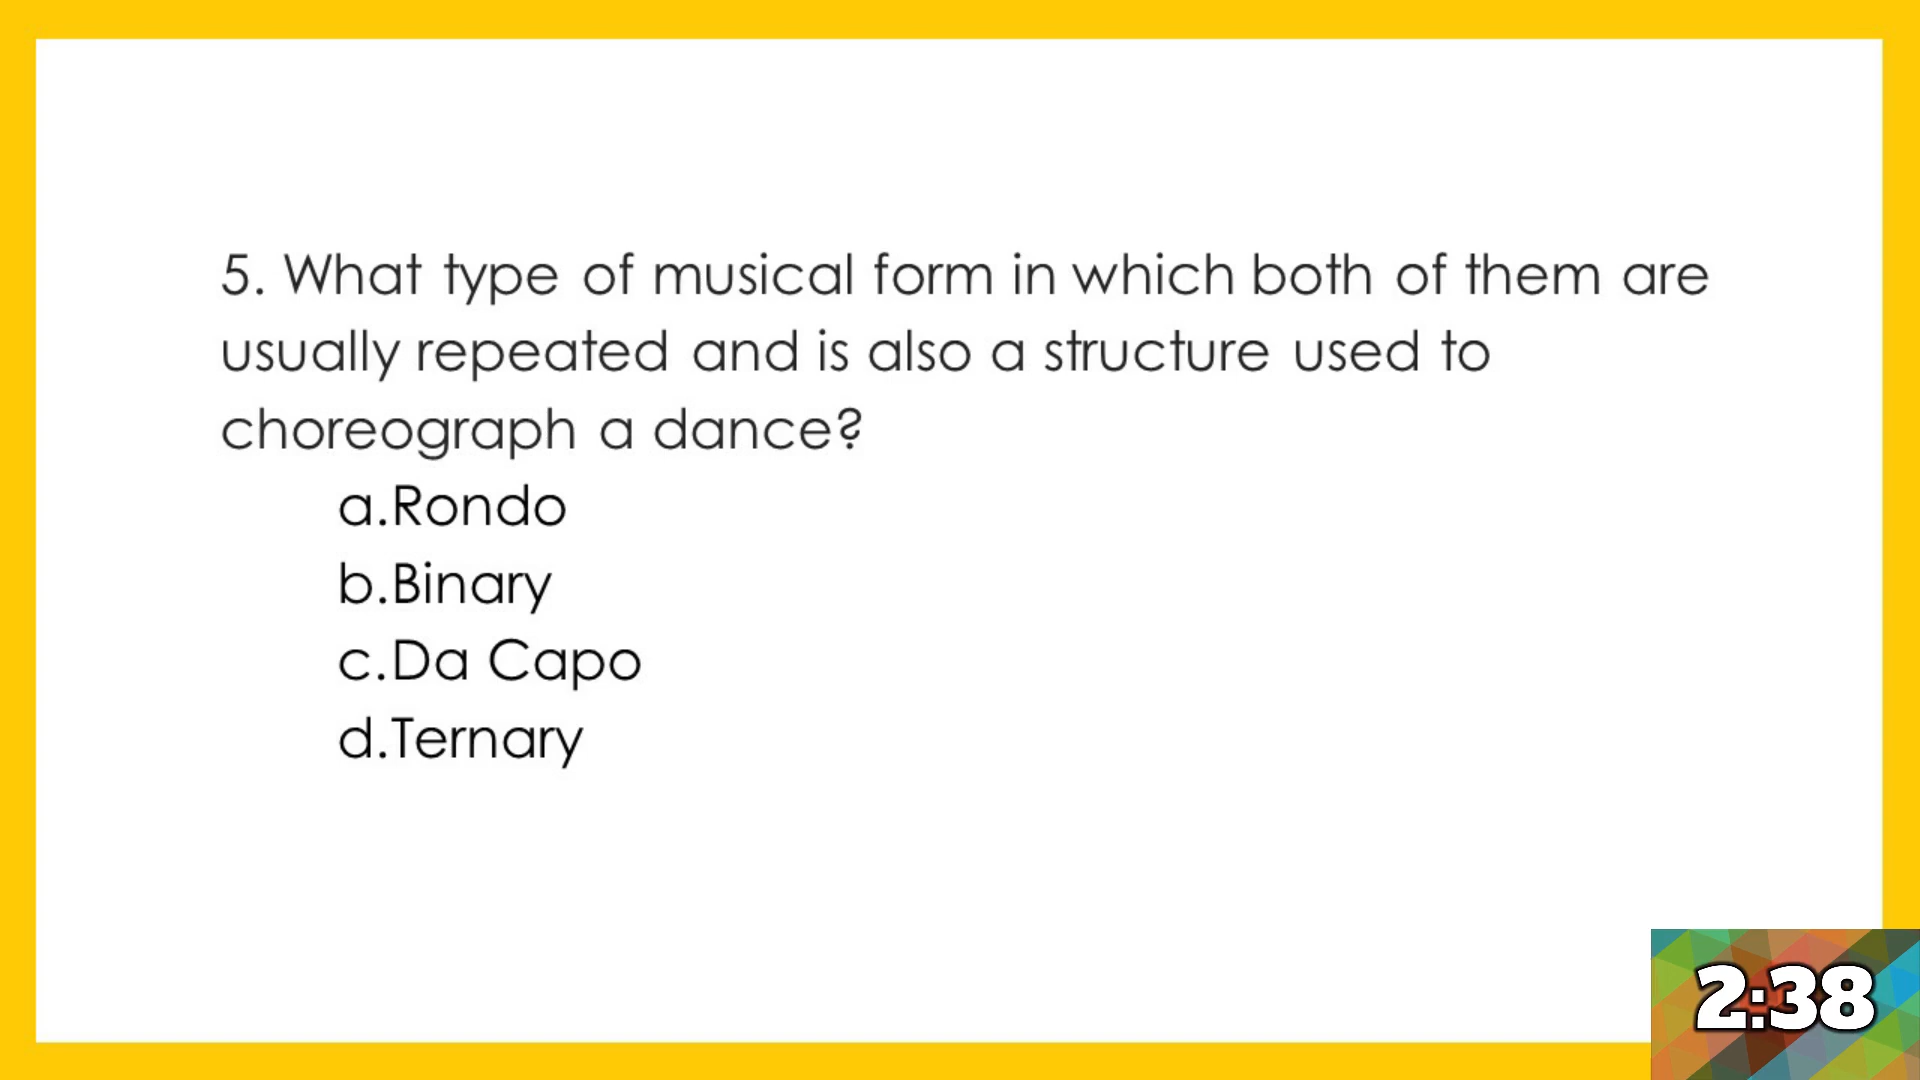 5. What type of musical form in which both of them are
usually repeated and is also a structure used to
choreograph a dance?
a.Rondo
b.Binary
c.Da Capo
d.Ternary
2:38